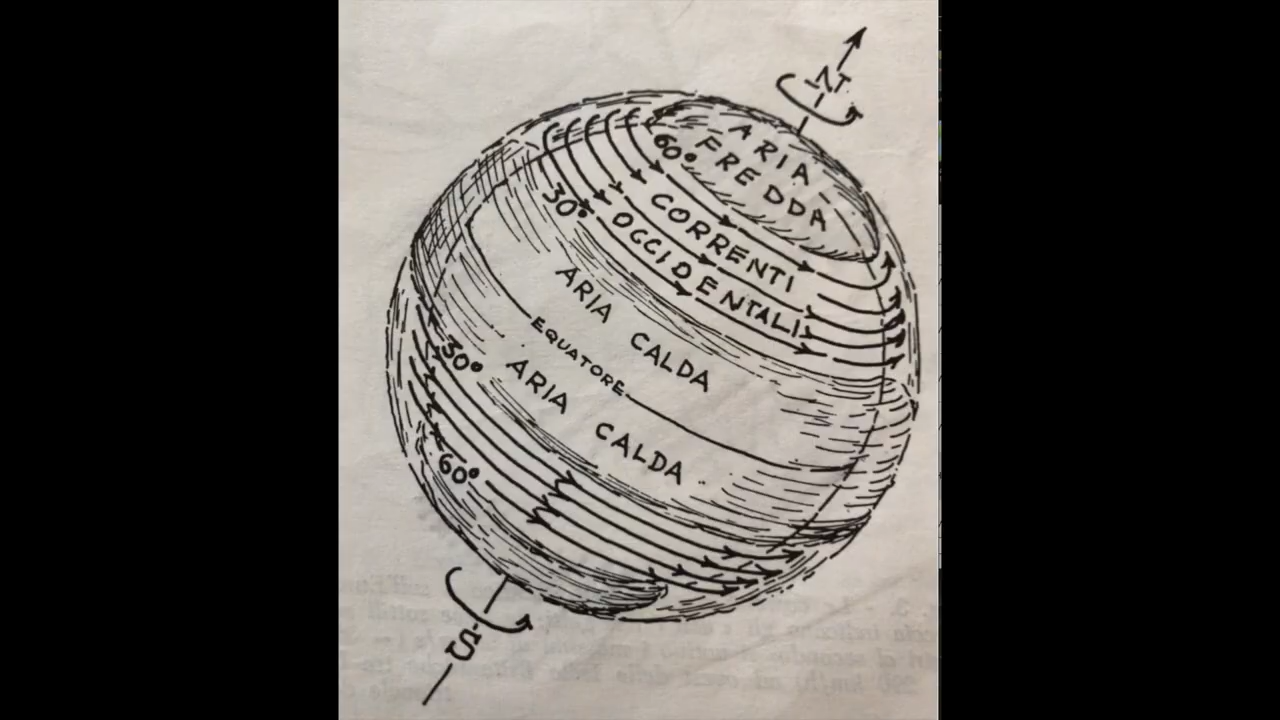 N
ARIA
FREDDA
60°
CORRENTI
30°
OCCIDENTALI
ARIA CALDA
EQUATORE
30°
ARIA CALDA
60°
S